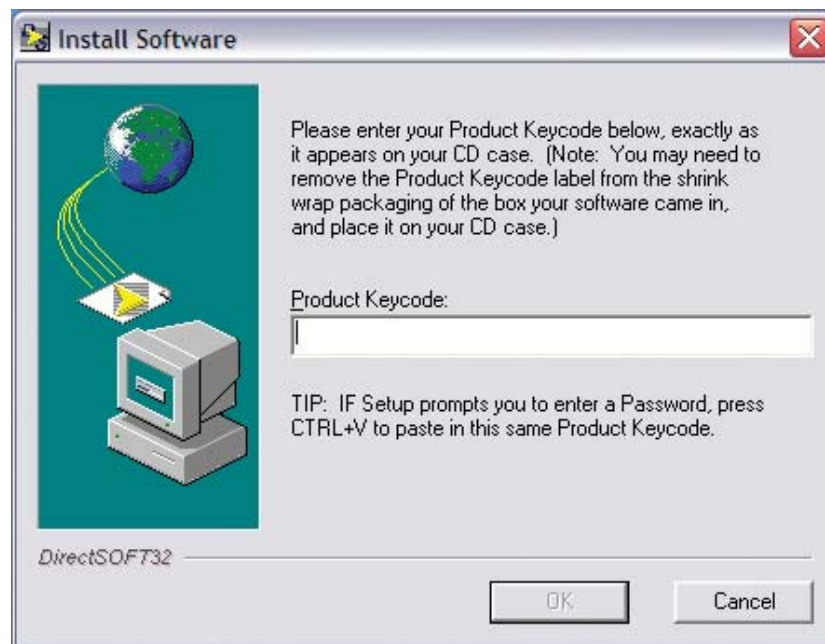 Install Software
Please enter your Product Keycode below, exactly as
it appears on your CD case.  (Note:  You may need to
remove the Product Keycode label from the shrink
wrap packaging of the box your software came in,
and place it on your CD case.)
Product Keycode:
TIP:  IF Setup prompts you to enter a Password, press
CTRL+V to paste in this same Product Keycode.
DirectSOFT32
OK
Cancel